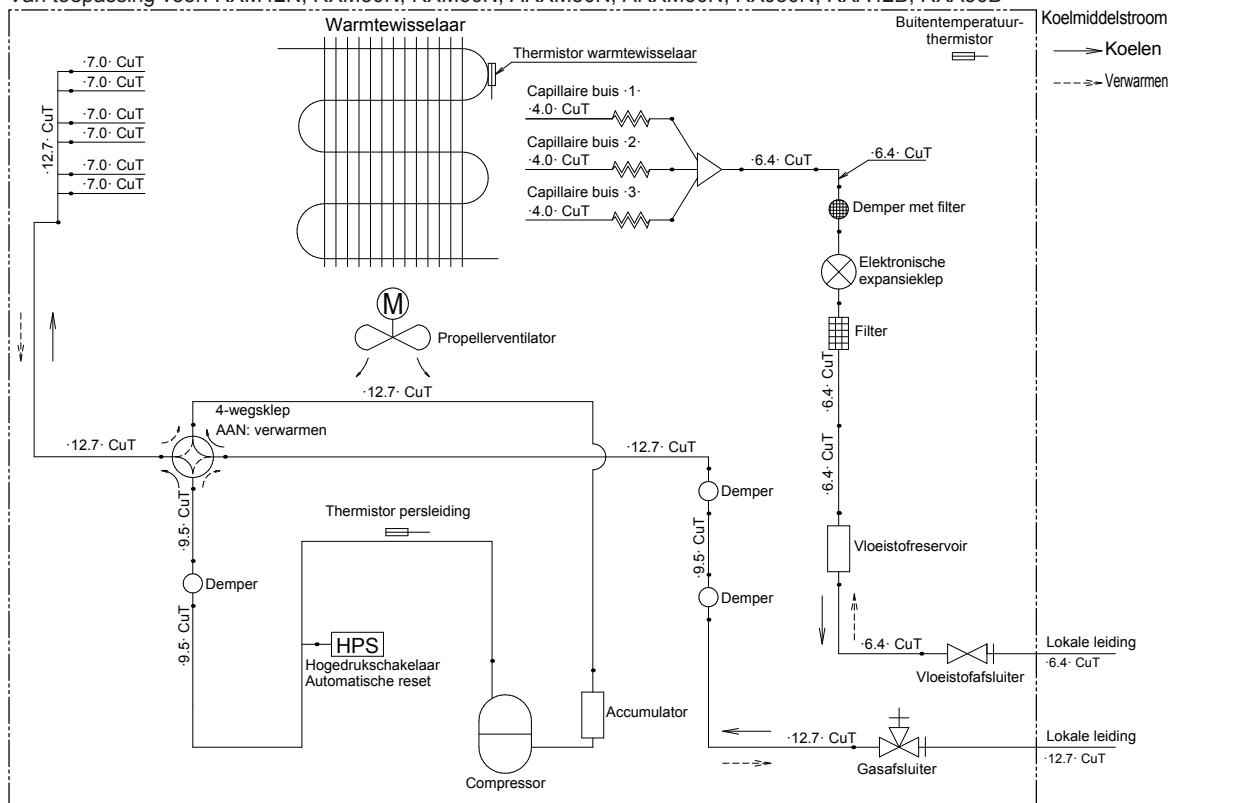 Warmtewisselaar
Buitentemperatuur-
thermistor
Koelmiddelstroom
Koelen
Verwarmen
Thermistor warmtewisselaar
·7.0· CuT
·7.0· CuT
·7.0· CuT
·7.0· CuT
·7.0· CuT
·7.0· CuT
·12.7· CuT
Capillaire buis ·1·
·4.0· CuT
Capillaire buis ·2·
·4.0· CuT
Capillaire buis ·3·
·4.0· CuT
·6.4· CuT
·6.4· CuT
Demper met filter
Elektronische
expansieklep
Filter
·6.4· CuT
·6.4· CuT
M
Propellerventilator
·12.7· CuT
4-wegsklep
AAN: verwarmen
·12.7· CuT
·12.7· CuT
·9.5· CuT
Demper
·9.5· CuT
Thermistor persleiding
HPS
Hogedrukschakelaar
Automatische reset
Demper
·9.5· CuT
Demper
Vloeistofreservoir
·6.4· CuT
Vloeistofafsluiter
Lokale leiding
·6.4· CuT
Accumulator
Compressor
·12.7· CuT
Gasafsluiter
Lokale leiding
·12.7· CuT